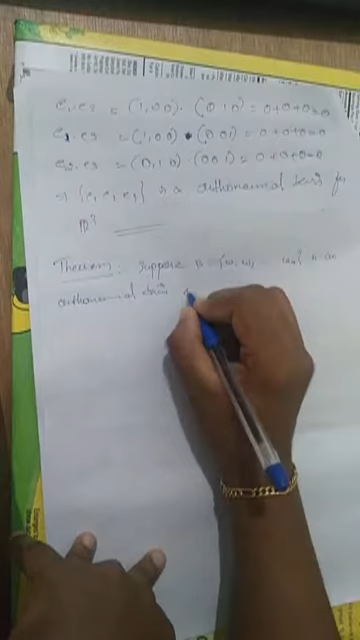 e1.e2 = (1,0,0).(0 1 0) = 0+0+0=0
e1.e3 = (1,0 0) • (0 0 1) = 0+0+0=0
e2.e3 = (0,1 0).(0 0 1) = 0+0+0=0
⇒ {e1 e2 e3} is a orthonormal basis for
R3
Theorem: Suppose B = {u1, u2 un} is an
orthonormal basis